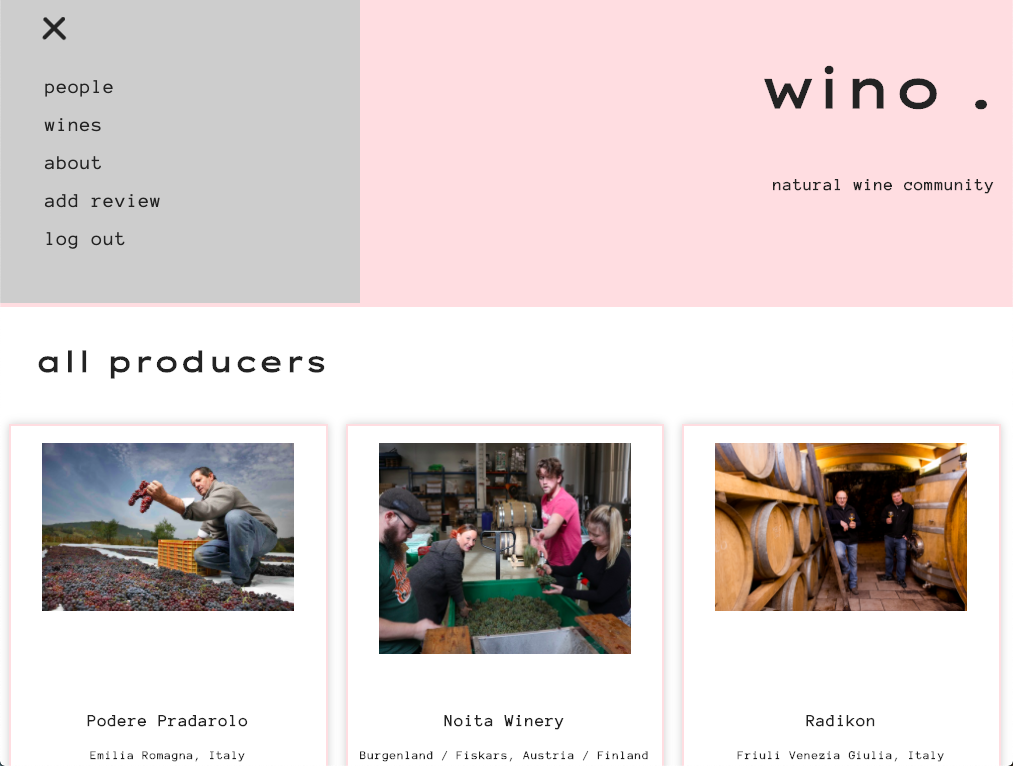 people
wines
about
add review
log out
wino .
natural wine community
all producers
Podere Pradarolo
Emilia Romagna, Italy
Noita Winery
Burgenland / Fiskars, Austria / Finland
Radikon
Friuli Venezia Giulia, Italy